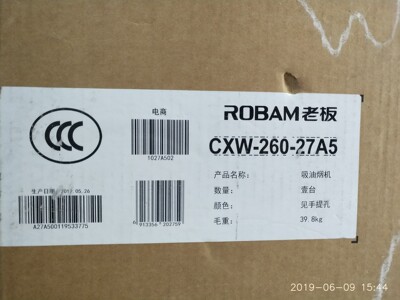 电商
ROBAM老板
CCC
CXW-260-27A5
1027A502
产品名称: 吸油烟机
数量: 壹台
颜色: 见手提孔
毛重: 39.8kg
生产日期: 2017.05.26
A27A500119S33775
6913356202759
2019-06-09 15:44